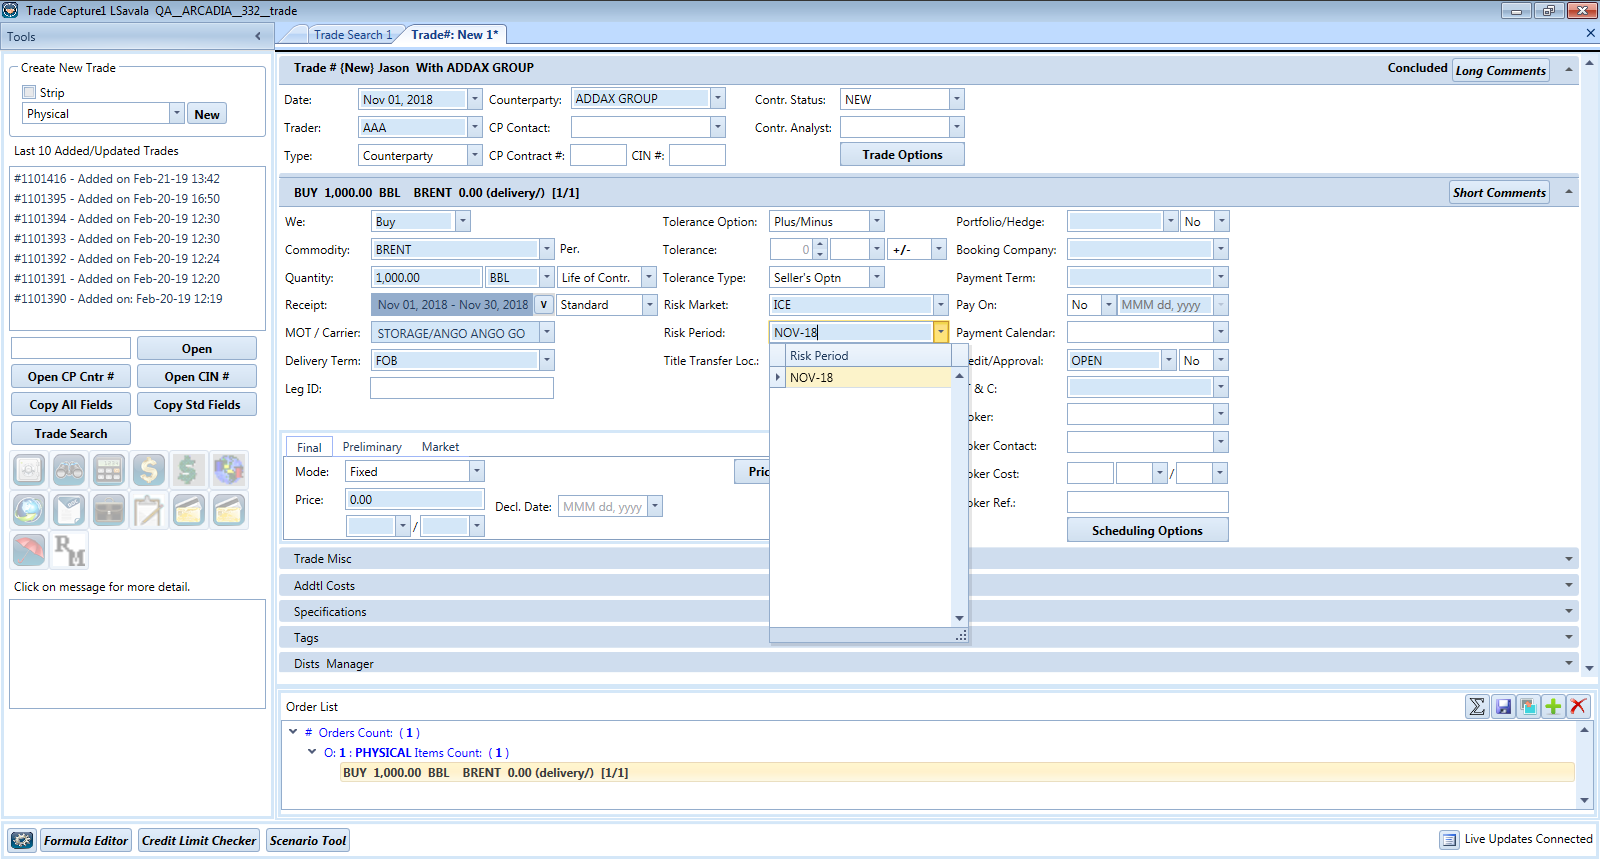 Trade Capture1 LSavala QA__ARCADIA__332__trade
Tools
Create New Trade
Strip
Physical New
Last 10 Added/Updated Trades
#1101416 - Added on Feb-21-19 13:42
#1101395 - Added on Feb-20-19 16:50
#1101394 - Added on Feb-20-19 12:30
#1101393 - Added on Feb-20-19 12:30
#1101392 - Added on Feb-20-19 12:24
#1101391 - Added on Feb-20-19 12:20
#1101390 - Added on: Feb-20-19 12:19
Open
Open CP Cntr # Open CIN #
Copy All Fields Copy Std Fields
Trade Search
RM
Click on message for more detail.
Trade Search 1 Trade#: New 1*
Trade # {New} Jason With ADDAX GROUP Concluded Long Comments
Date: Nov 01, 2018 Counterparty: ADDAX GROUP Contr. Status: NEW
Trader: AAA CP Contact: Contr. Analyst:
Type: Counterparty CP Contract #: CIN #: Trade Options
BUY 1,000.00 BBL BRENT 0.00 (delivery/) [1/1] Short Comments
We: Buy Tolerance Option: Plus/Minus Portfolio/Hedge: No
Commodity: BRENT Per. Tolerance: 0 +/- Booking Company:
Quantity: 1,000.00 BBL Life of Contr. Tolerance Type: Seller's Optn Payment Term:
Receipt: Nov 01, 2018 - Nov 30, 2018 v Standard Risk Market: ICE Pay On: No MMM dd, yyyy
MOT / Carrier: STORAGE/ANGO ANGO GO Risk Period: NOV-18 Payment Calendar:
Delivery Term: FOB Title Transfer Loc.: Risk Period edit/Approval: OPEN No
Leg ID: NOV-18 & C:
oker:
Final Preliminary Market oker Contact:
Mode: Fixed Pric oker Cost: /
Price: 0.00 Decl. Date: MMM dd, yyyy oker Ref.:
/ Scheduling Options
Trade Misc
Addtl Costs
Specifications
Tags
Dists Manager
Order List
# Orders Count: ( 1 )
O: 1 : PHYSICAL Items Count: ( 1 )
BUY 1,000.00 BBL BRENT 0.00 (delivery/) [1/1]
Formula Editor Credit Limit Checker Scenario Tool Live Updates Connected